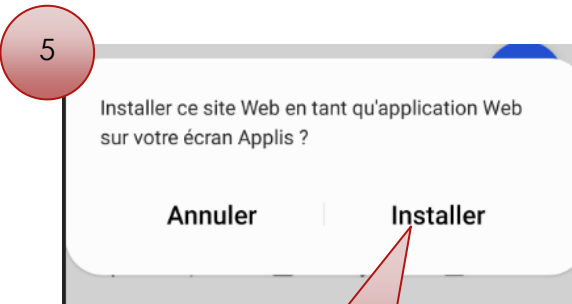 5
Installer ce site Web en tant qu'application Web
sur votre écran Applis ?
Annuler
Installer